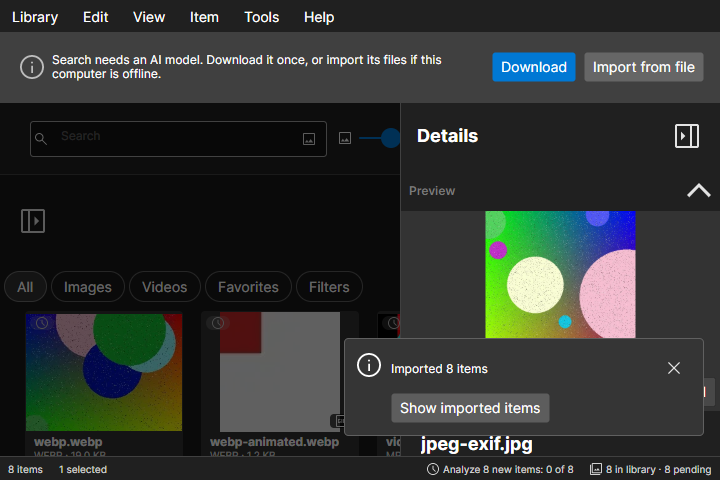 Library Edit View Item Tools Help
Search needs an AI model. Download it once, or import its files if this
computer is offline.
Download
Import from file
Search
Details
Preview
All Images Videos Favorites Filters
Imported 8 items
Show imported items
webp.webp
WEBP · 19.0 KB
webp-animated.webp
WEBP · 1.2 KB
jpeg-exif.jpg
8 items 1 selected
Analyze 8 new items: 0 of 8
8 in library · 8 pending